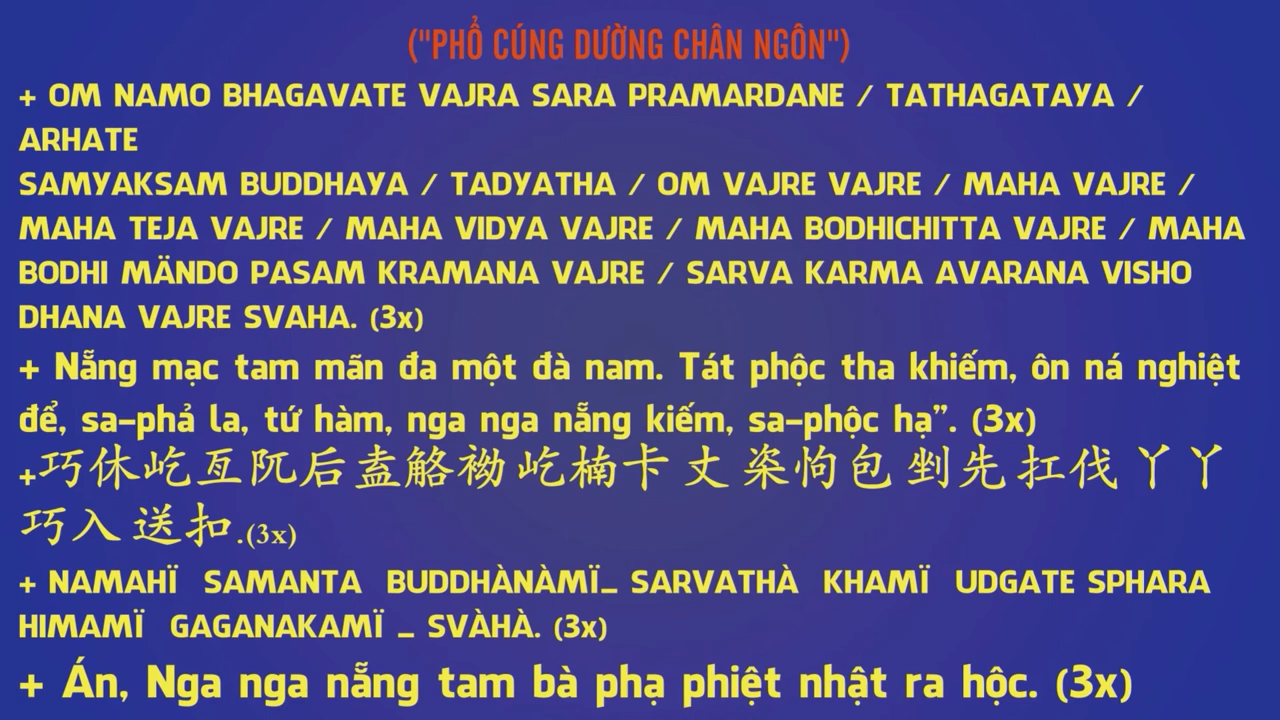 ("PHỔ CÚNG DƯỜNG CHÂN NGÔN")
+ OM NAMO BHAGAVATE VAJRA SARA PRAMARDANE / TATHAGATAYA /
ARHATE
SAMYAKSAM BUDDHAYA / TADYATHA / OM VAJRE VAJRE / MAHA VAJRE /
MAHA TEJA VAJRE / MAHA VIDYA VAJRE / MAHA BODHICHITTA VAJRE / MAHA
BODHI MÄNDO PASAM KRAMANA VAJRE / SARVA KARMA AVARANA VISHO
DHANA VAJRE SVAHA. (3x)
+ Nẵng mạc tam mãn đa một đà nam. Tát phộc tha khiếm, ôn ná nghiệt
để, sa-phả la, tứ hàm, nga nga nẵng kiếm, sa-phộc hạ”. (3x)
+巧休屹亙阢后盍觡袎屹楠卡丈栥怐包剉先扛伐丫丫
巧入送扣.(3x)
+ NAMAHÏ SAMANTA BUDDHÀNÀMÏ_ SARVATHÀ KHAMÏ UDGATE SPHARA
HIMAMÏ GAGANAKAMÏ _ SVÀHÀ. (3x)
+ Án, Nga nga nẵng tam bà phạ phiệt nhật ra hộc. (3x)